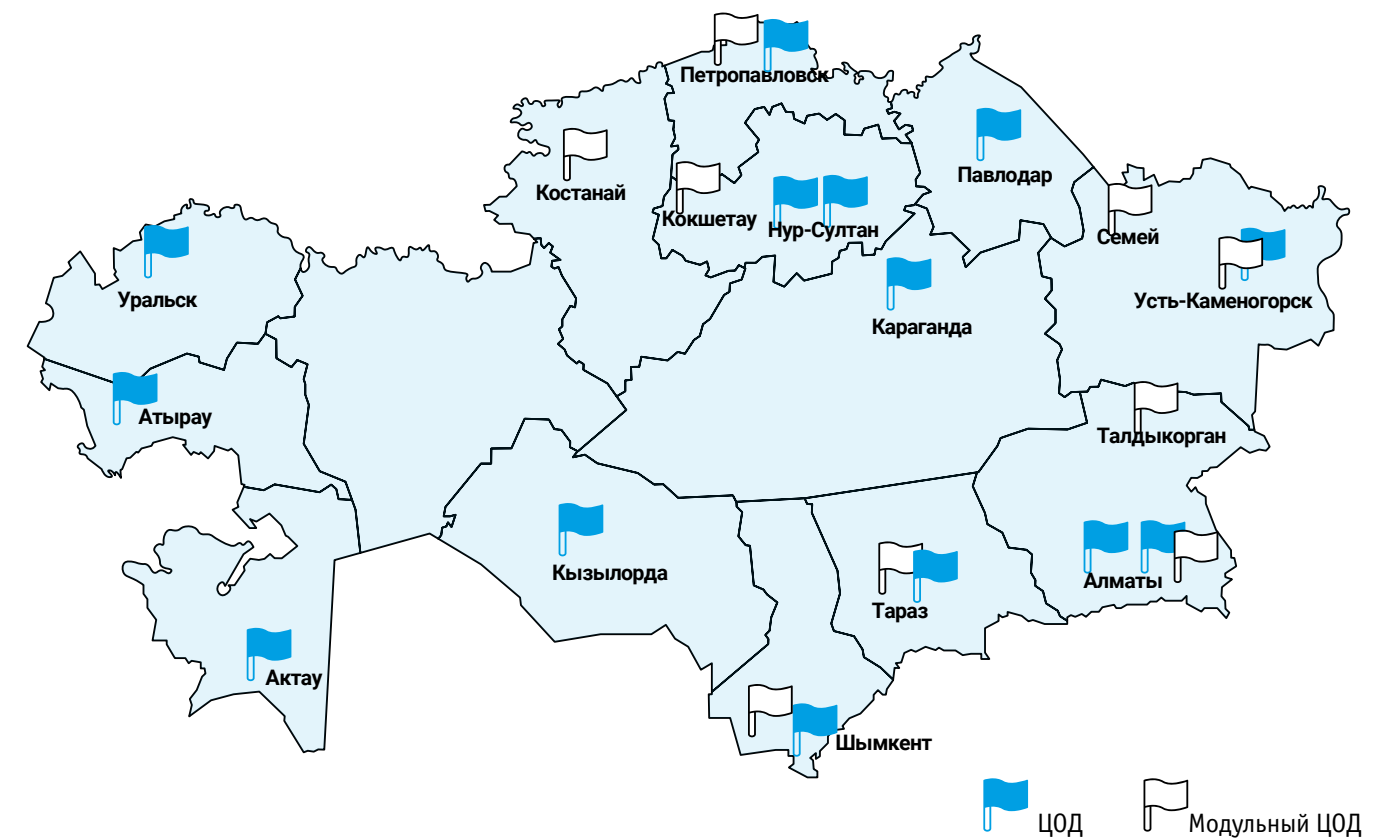 Петропавловск
Павлодар
Костанай
Кокшетау
Нур-Султан
Семей
Уральск
Усть-Каменогорск
Караганда
Атырау
Талдыкорган
Кызылорда
Алматы
Тараз
Актау
Шымкент
ЦОД
Модульный ЦОД